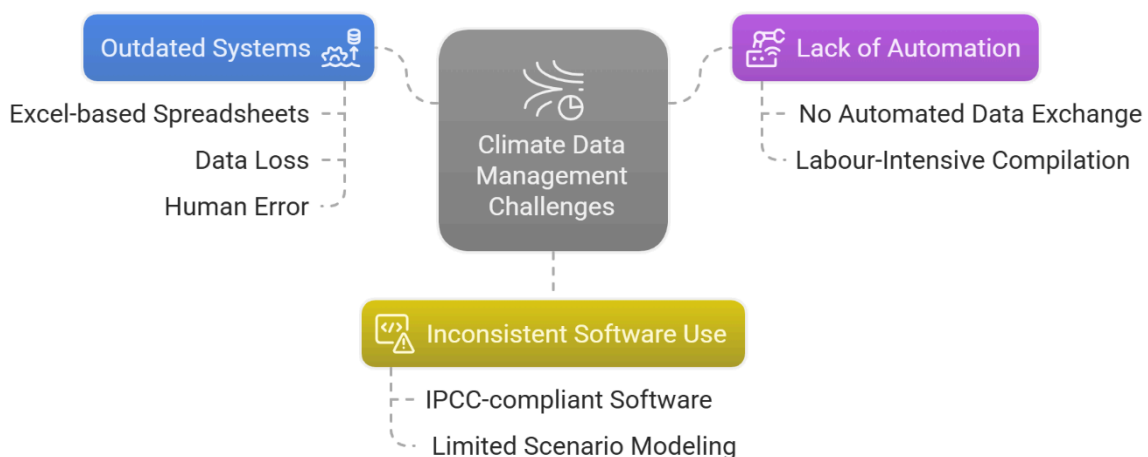 Outdated Systems
Excel-based Spreadsheets
Data Loss
Human Error
Climate Data
Management
Challenges
Lack of Automation
No Automated Data Exchange
Labour-Intensive Compilation
Inconsistent Software Use
IPCC-compliant Software
Limited Scenario Modeling